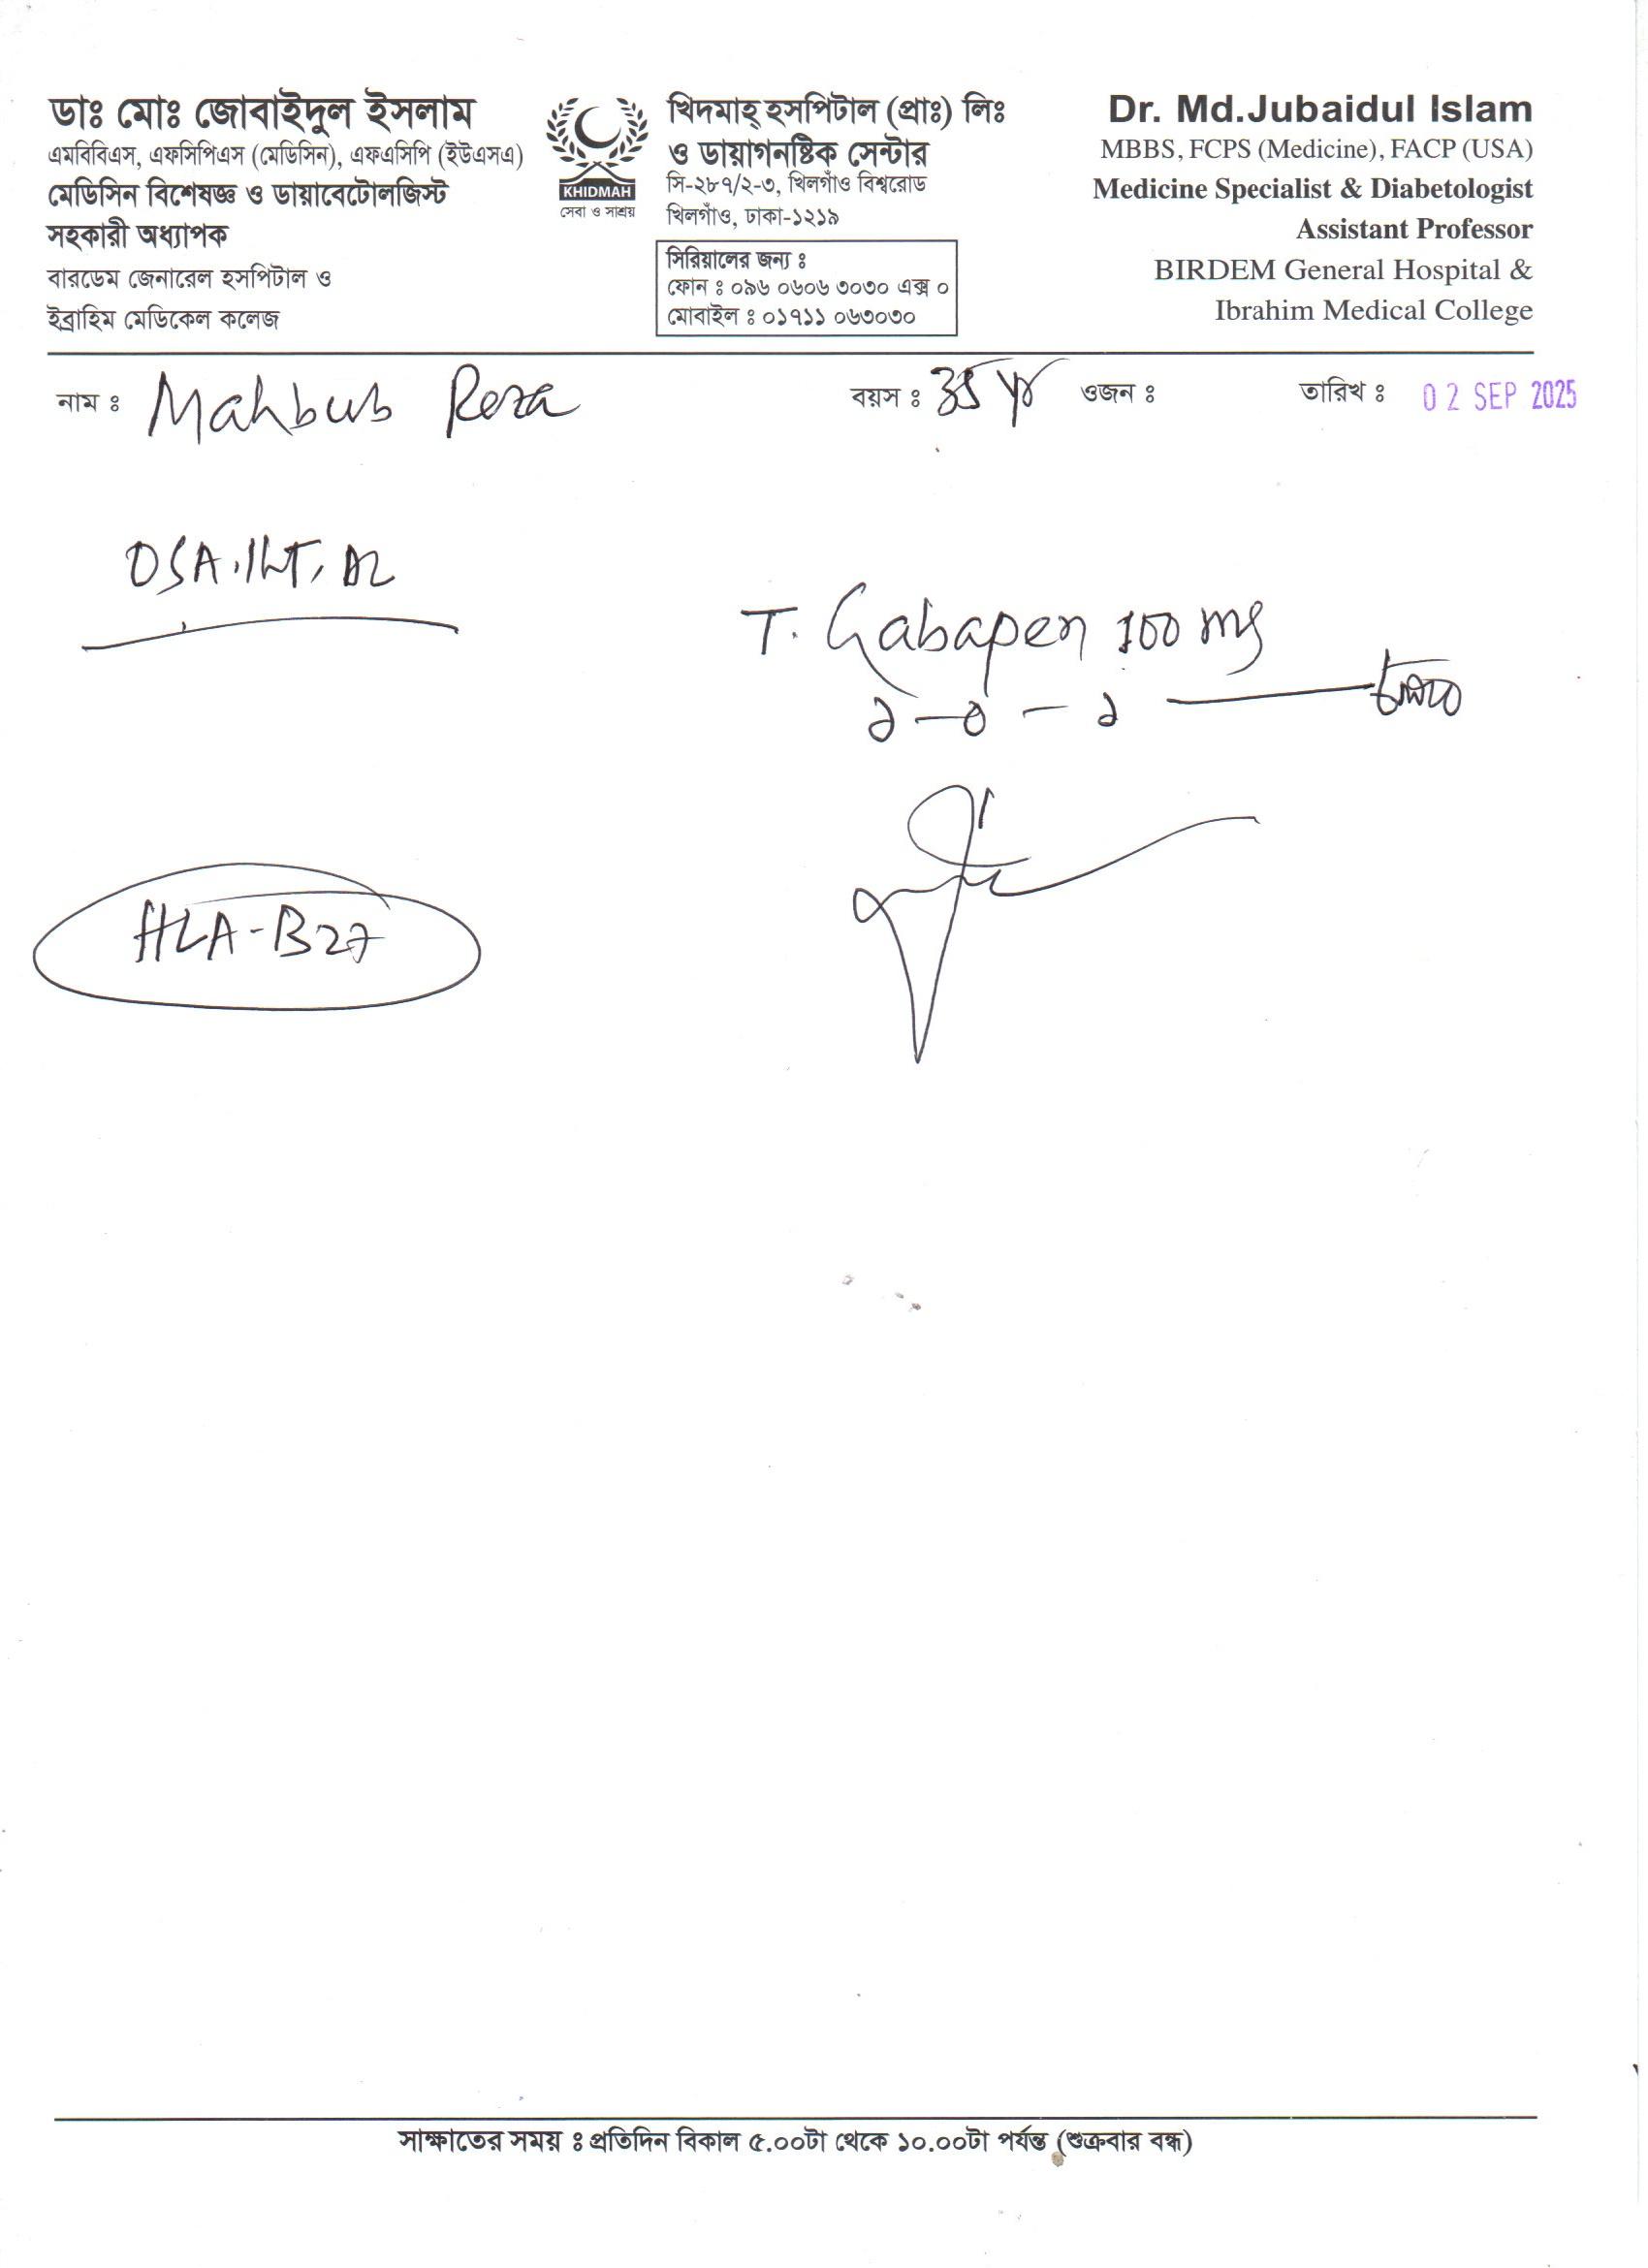 ডাঃ মোঃ জোবাইদুল ইসলাম
এমবিবিএস, এফসিপিএস (মেডিসিন), এফএসিপি (ইউএসএ)
মেডিসিন বিশেষজ্ঞ ও ডায়াবেটোলজিস্ট
সহকারী অধ্যাপক
বারডেম জেনারেল হসপিটাল ও
ইব্রাহিম মেডিকেল কলেজ
KHIDMAH
সেবা ও সাশ্রয়
খিদমাহ্ হসপিটাল (প্রাঃ) লিঃ
ও ডায়াগনষ্টিক সেন্টার
সি-২৮৭/২-৩, খিলগাঁও বিশ্বরোড
খিলগাঁও, ঢাকা-১২১৯
সিরিয়ালের জন্য ঃ
ফোন ঃ ০৯৬ ০৬০৬ ৩০৩০ এক্স ০
মোবাইল ঃ ০১৭১১ ০৬৩০৩০
Dr. Md.Jubaidul Islam
MBBS, FCPS (Medicine), FACP (USA)
Medicine Specialist & Diabetologist
Assistant Professor
BIRDEM General Hospital &
Ibrahim Medical College
নাম ঃ Mahbub Reza বয়স ঃ 35 yr ওজন ঃ তারিখ ঃ 02 SEP 2025
OSA
T. Gabapen 100 mg
১-০-১
HLA-B27
সাক্ষাতের সময় ঃ প্রতিদিন বিকাল ৫.০০টা থেকে ১০.০০টা পর্যন্ত (শুক্রবার বন্ধ)